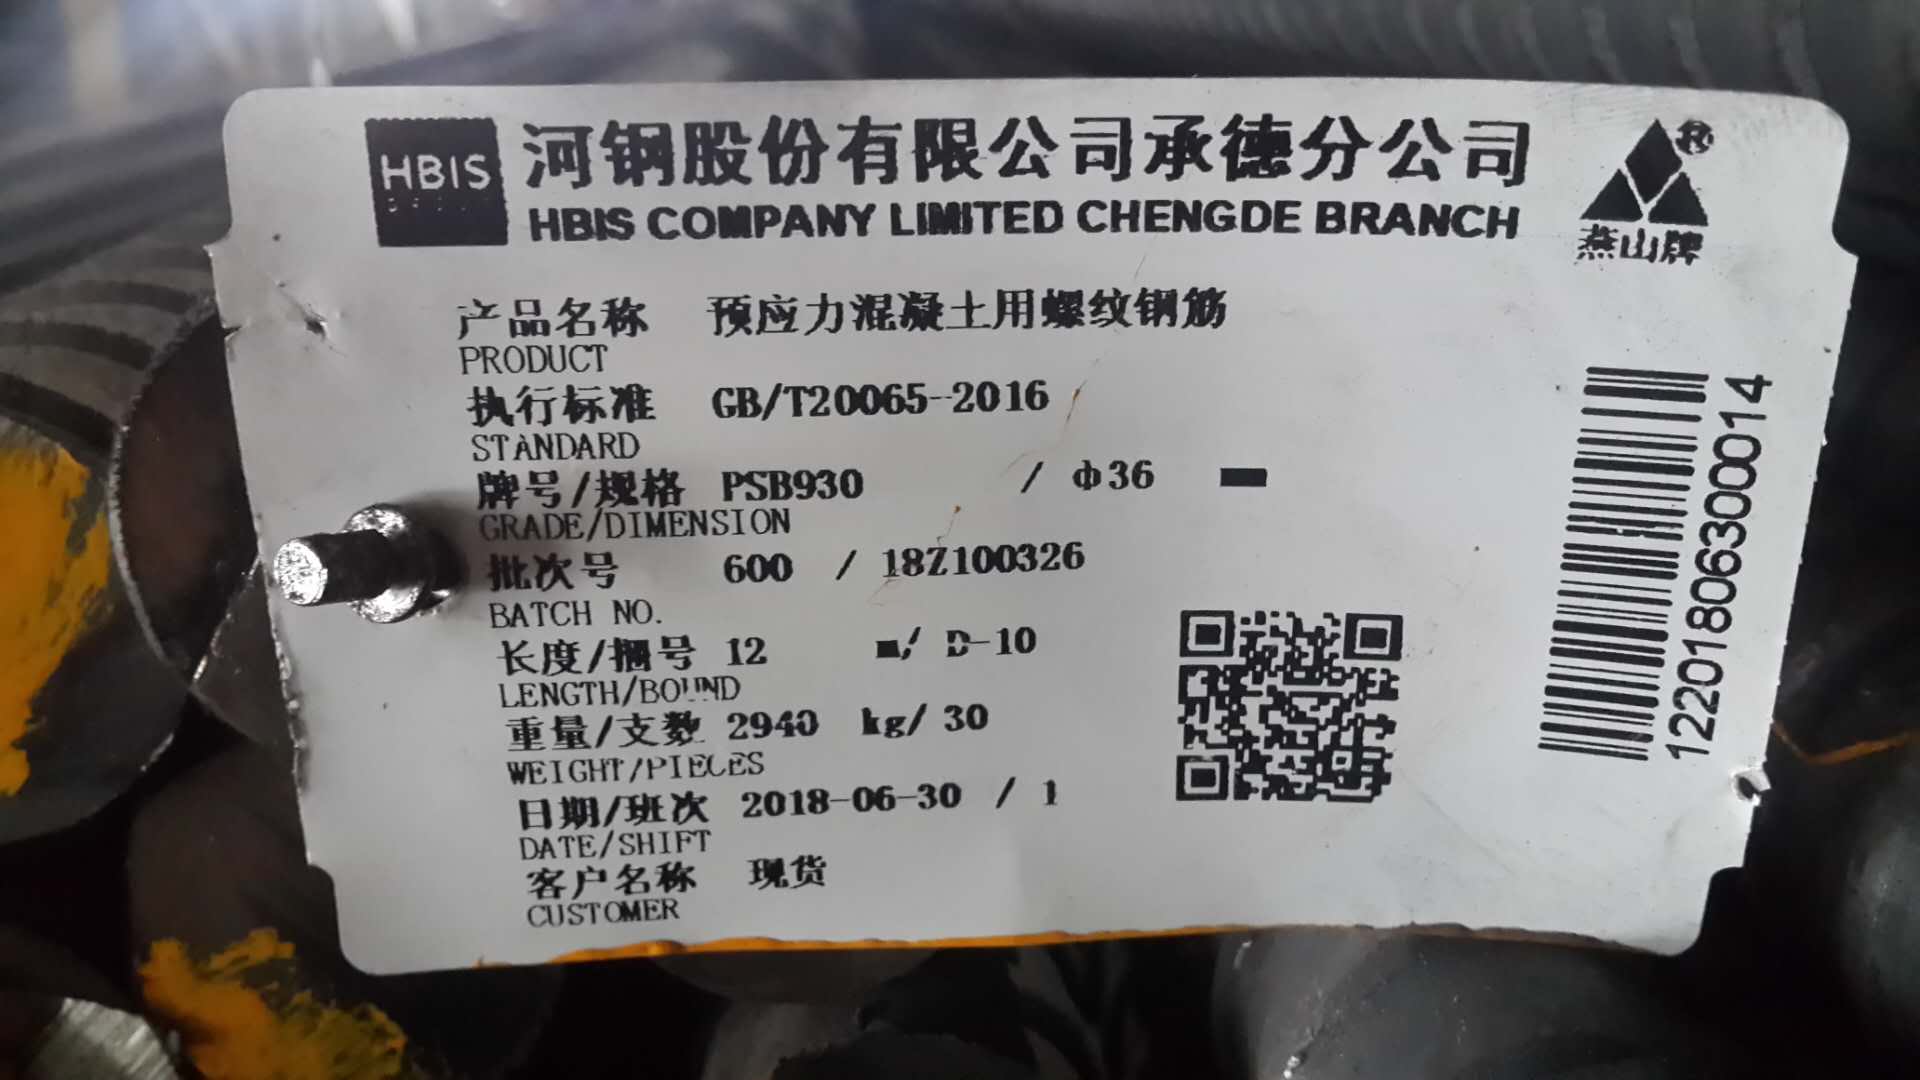 HBIS
河钢股份有限公司承德分公司
HBIS COMPANY LIMITED CHENGDE BRANCH
®
燕山牌
产品名称 预应力混凝土用螺纹钢筋
PRODUCT
执行标准 GB/T20065-2016
STANDARD
牌号/规格 PSB930 / Φ36
GRADE/DIMENSION
批次号 600 / 18Z100326
BATCH NO.
长度/捆号 12 m/ D-10
LENGTH/BOUND
重量/支数 2940 kg/ 30
WEIGHT/PIECES
日期/班次 2018-06-30 / 1
DATE/SHIFT
客户名称 现货
CUSTOMER
12201806300014